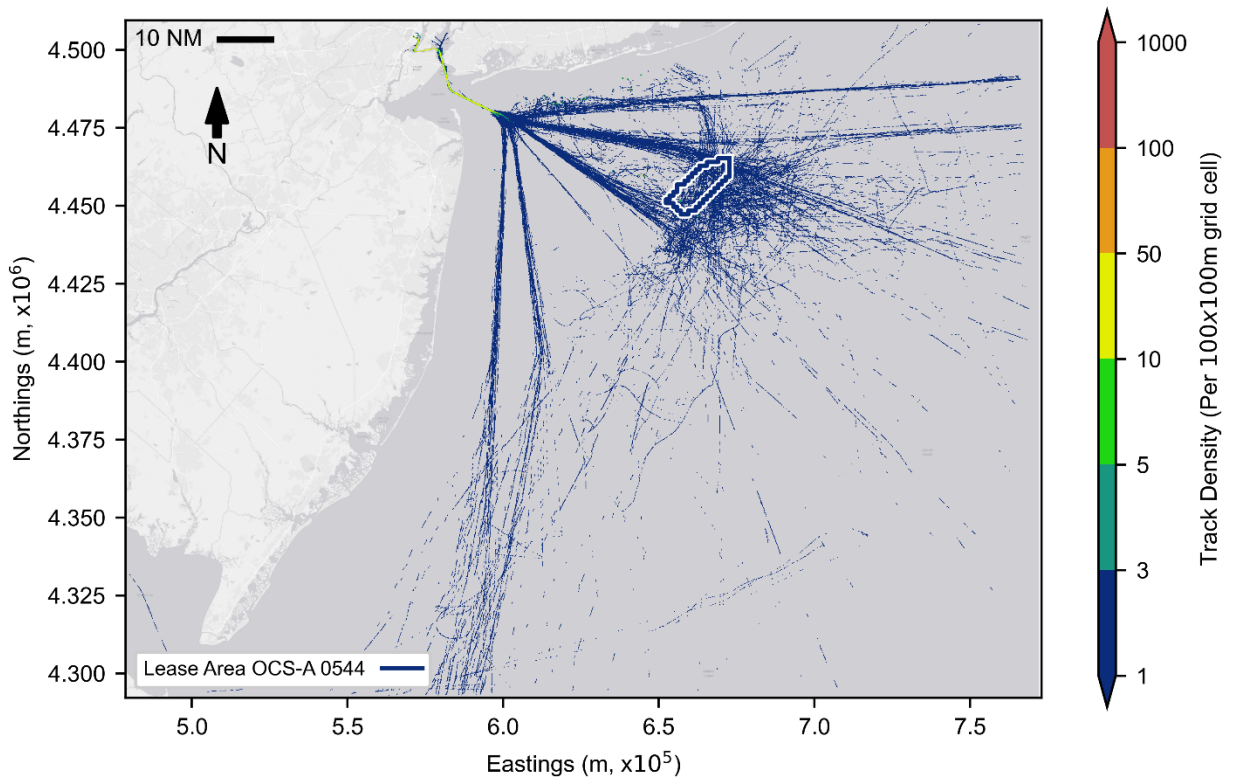 10 NM
N
4.500
4.475
4.450
4.425
4.400
4.375
4.350
4.325
4.300
Northings (m, x10⁶)
Lease Area OCS-A 0544
5.0 5.5 6.0 6.5 7.0 7.5
Eastings (m, x10⁵)
1000
100
50
10
5
3
1
Track Density (Per 100x100m grid cell)